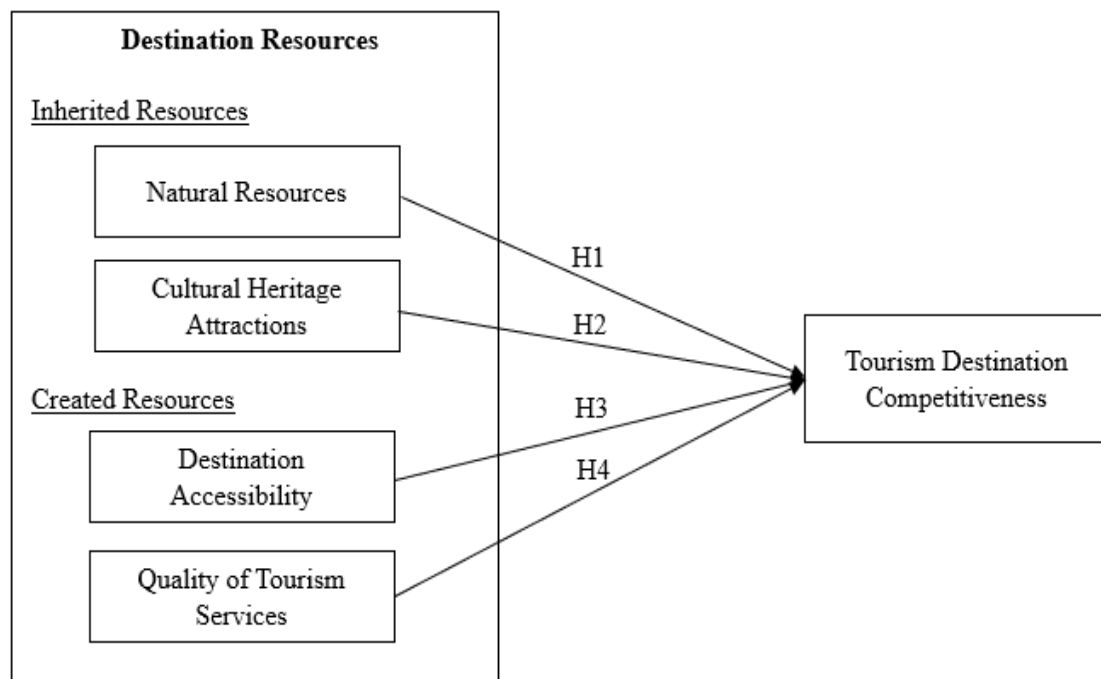 Destination Resources
Inherited Resources
Natural Resources
H1
Cultural Heritage
Attractions
H2
Tourism Destination
Competitiveness
Created Resources
H3
Destination
Accessibility
H4
Quality of Tourism
Services